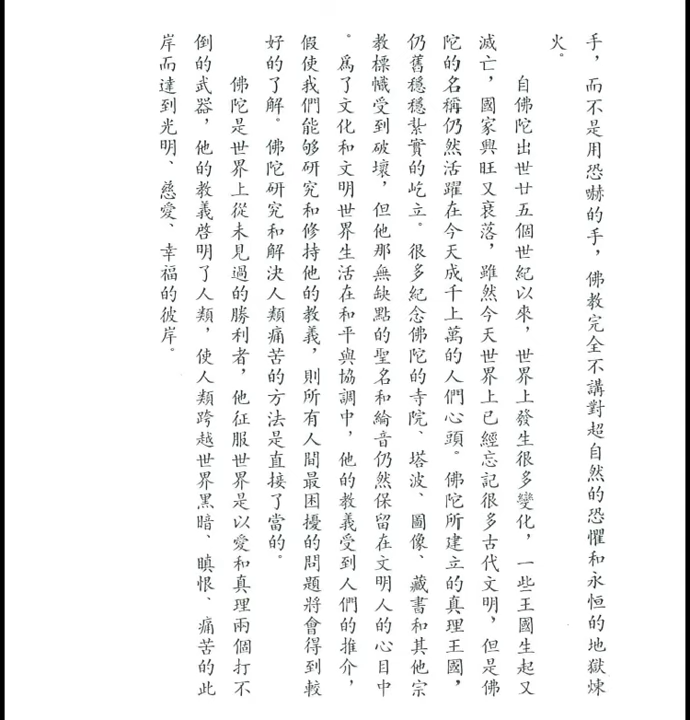 手，而不是用恐嚇的手，佛教完全不講對超自然的恐懼和永恒的地獄煉
火。
自佛陀出世廿五個世紀以來，世界上發生很多變化，一些王國生起又
滅亡，國家興旺又衰落，雖然今天世界上已經忘記很多古代文明，但是佛
陀的名稱仍然活躍在今天成千上萬的人們心頭。佛陀所建立的真理王國，
仍舊穩穩紮實的屹立。很多紀念佛陀的寺院、塔波、圖像、藏書和其他宗
教標幟受到破壞，但他那無缺點的聖名和綸音仍然保留在文明人的心目中
。為了文化和文明世界生活在和平與協調中，他的教義受到人們的推介，
假使我們能够研究和修持他的教義，則所有人間最困擾的問題將會得到較
好的了解。佛陀研究和解決人類痛苦的方法是直接了當的。
佛陀是世界上從未見過的勝利者，他征服世界是以愛和真理兩個打不
倒的武器，他的教義啓明了人類，使人類跨越世界黑暗、瞋恨、痛苦的此
岸而達到光明、慈愛、幸福的彼岸。